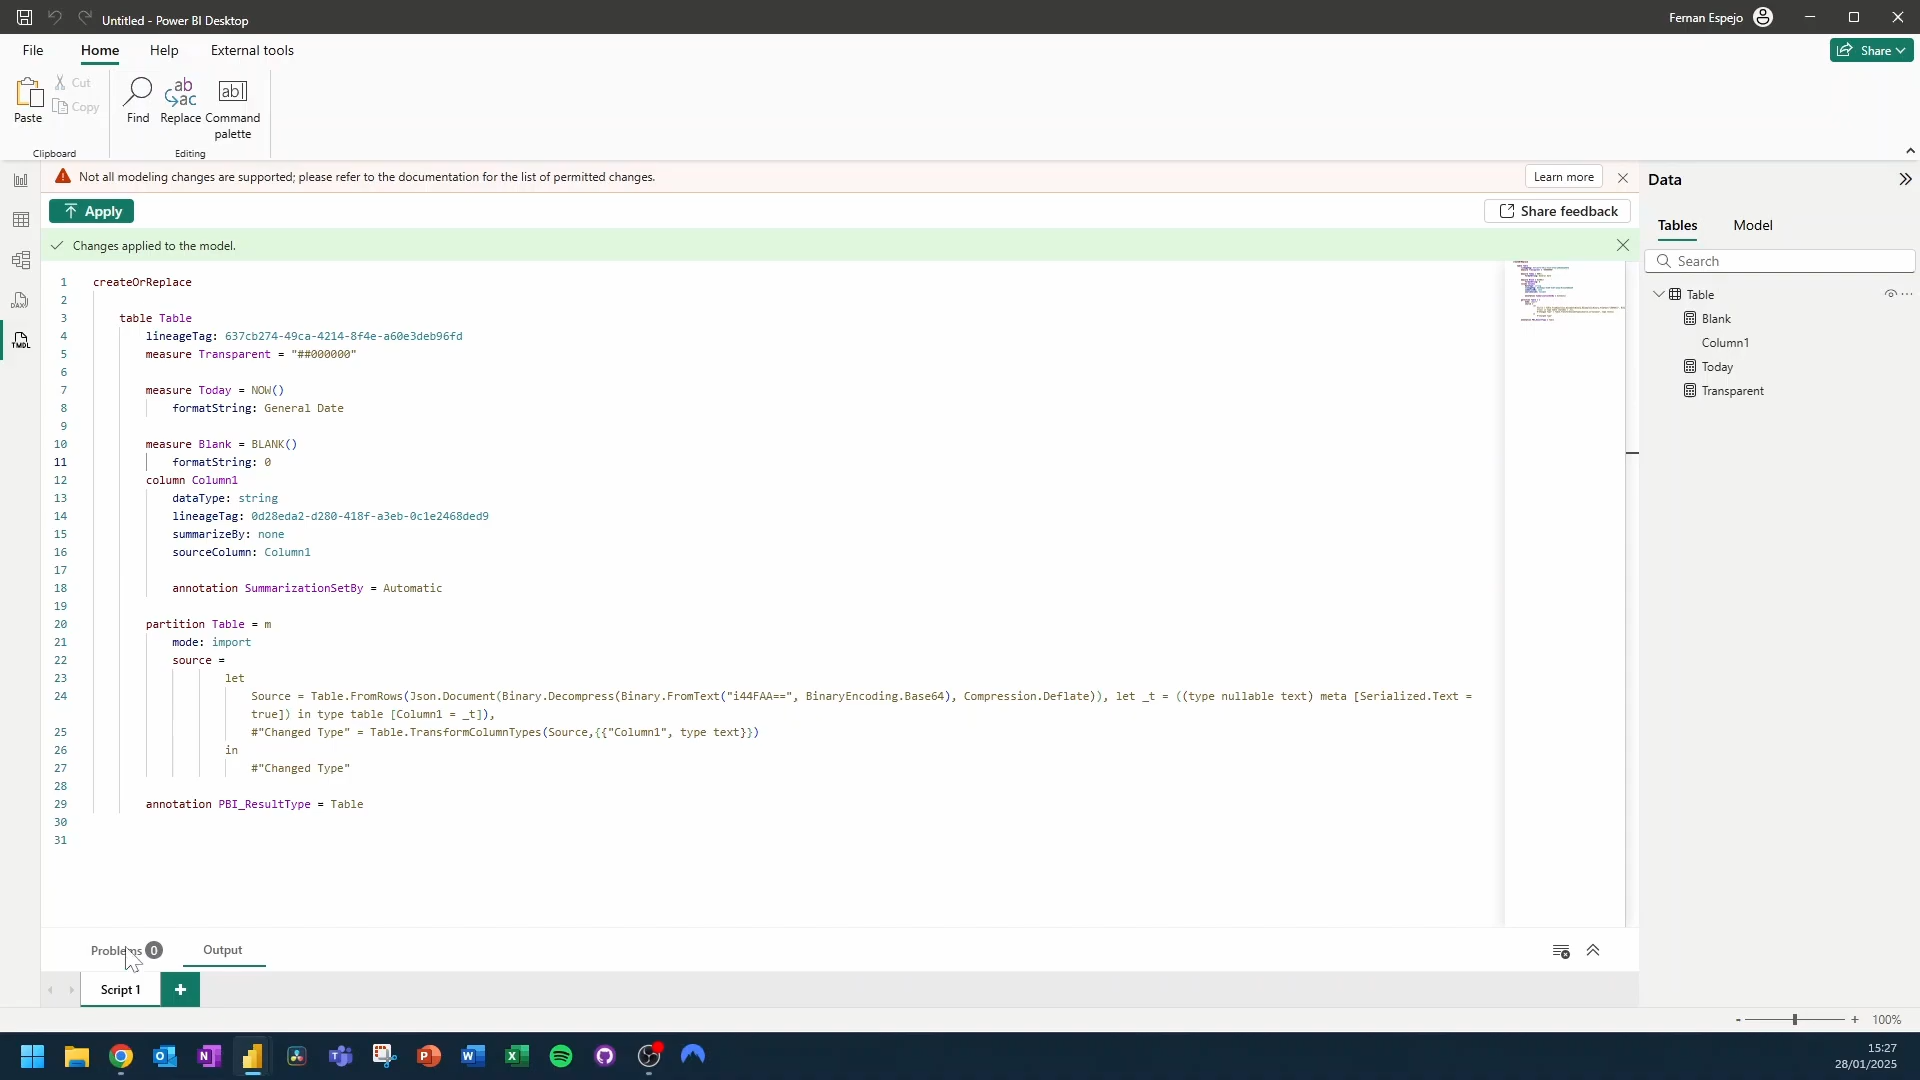 Untitled - Power BI Desktop
Fernan Espejo
File
Home
Help
External tools
Share
Paste
Cut
Copy
Clipboard
Find
ab
ac
Replace
ab|
Command
palette
Editing
Not all modeling changes are supported; please refer to the documentation for the list of permitted changes.
Learn more
Apply
Share feedback
Changes applied to the model.
DAX
TMDL
1 createOrReplace
2
3 table Table
4 lineageTag: 637cb274-49ca-4214-8f4e-a60e3deb96fd
5 measure Transparent = "##000000"
6
7 measure Today = NOW()
8 formatString: General Date
9
10 measure Blank = BLANK()
11 formatString: 0
12 column Column1
13 dataType: string
14 lineageTag: 0d28eda2-d280-418f-a3eb-0c1e2468ded9
15 summarizeBy: none
16 sourceColumn: Column1
17
18 annotation SummarizationSetBy = Automatic
19
20 partition Table = m
21 mode: import
22 source =
23 let
24 Source = Table.FromRows(Json.Document(Binary.Decompress(Binary.FromText("i44FAA==", BinaryEncoding.Base64), Compression.Deflate)), let _t = ((type nullable text) meta [Serialized.Text =
true]) in type table [Column1 = _t]),
25 #"Changed Type" = Table.TransformColumnTypes(Source,{{"Column1", type text}})
26 in
27 #"Changed Type"
28
29 annotation PBI_ResultType = Table
30
31
Problems 0
Output
Script 1
Data
Tables
Model
Search
Table
Blank
Column1
Today
Transparent
- + 100%
15:27
28/01/2025